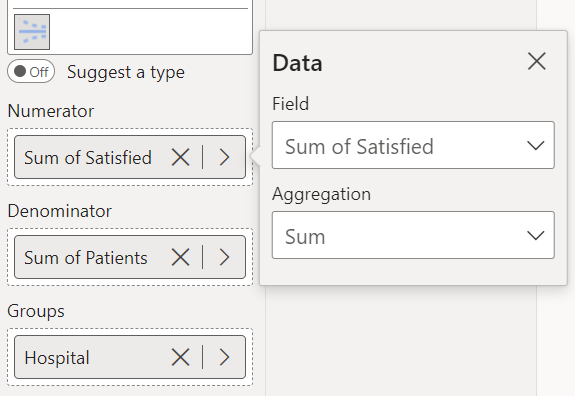 Off Suggest a type
Numerator
Sum of Satisfied
Denominator
Sum of Patients
Groups
Hospital
Data
Field
Sum of Satisfied
Aggregation
Sum